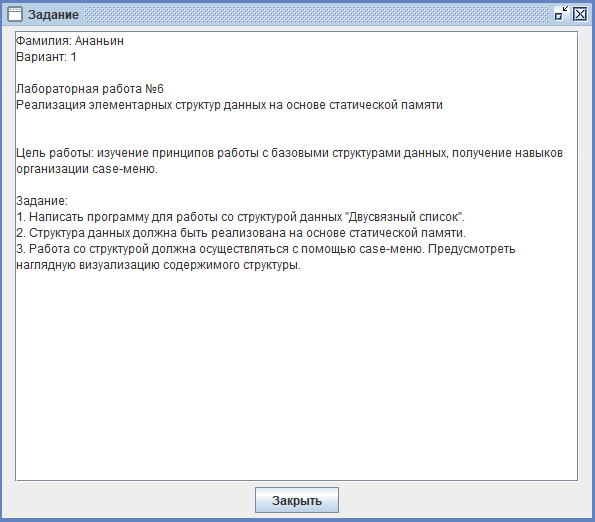 Задание
Фамилия: Ананьин
Вариант: 1
Лабораторная работа №6
Реализация элементарных структур данных на основе статической памяти
Цель работы: изучение принципов работы с базовыми структурами данных, получение навыков
организации case-меню.
Задание:
1. Написать программу для работы со структурой данных "Двусвязный список".
2. Структура данных должна быть реализована на основе статической памяти.
3. Работа со структурой должна осуществляться с помощью case-меню. Предусмотреть
наглядную визуализацию содержимого структуры.
Закрыть